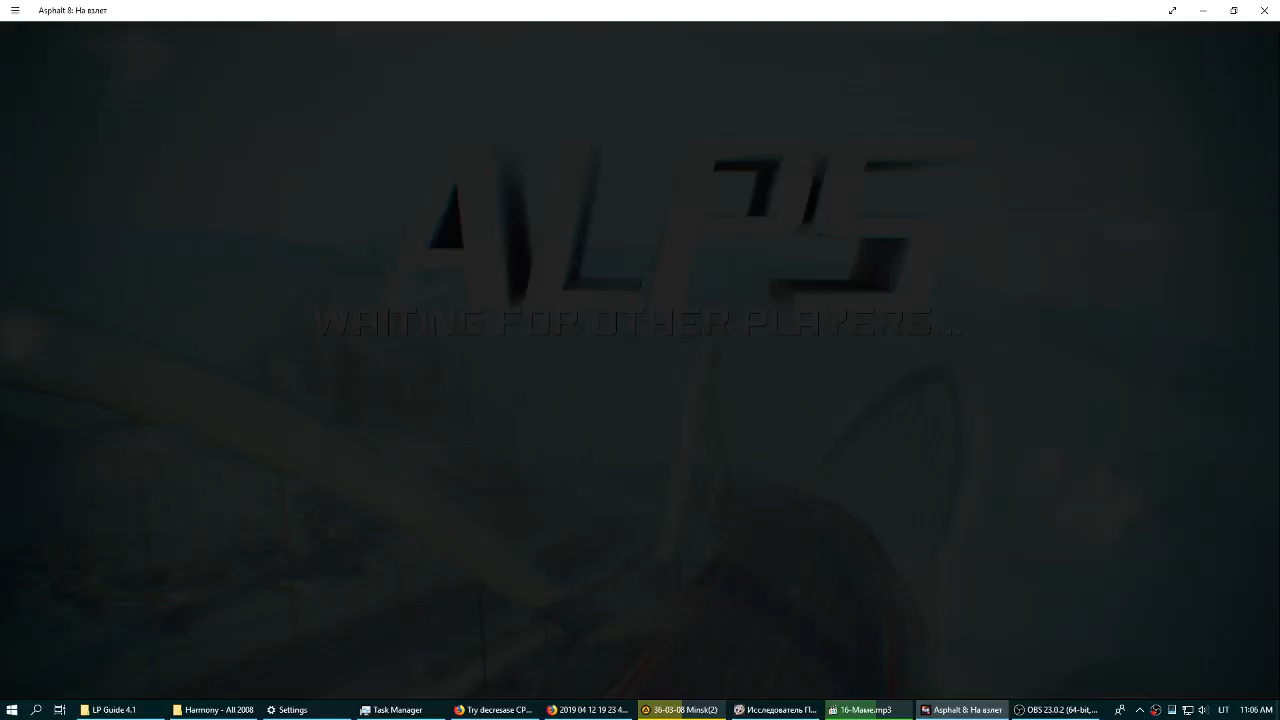 Asphalt 8: На взлет
ALPS
WAITING FOR OTHER PLAYERS...
LP Guide 4.1
Harmony - All 2008
Settings
Task Manager
Try decrease CP...
2019 04 12 19 23 4...
36-03-08 Minsk(2)
Исследователь П...
16-Маме.mp3
Asphalt 8: На взлет
OBS 23.0.2 (64-bit,...
LIT
11:06 AM